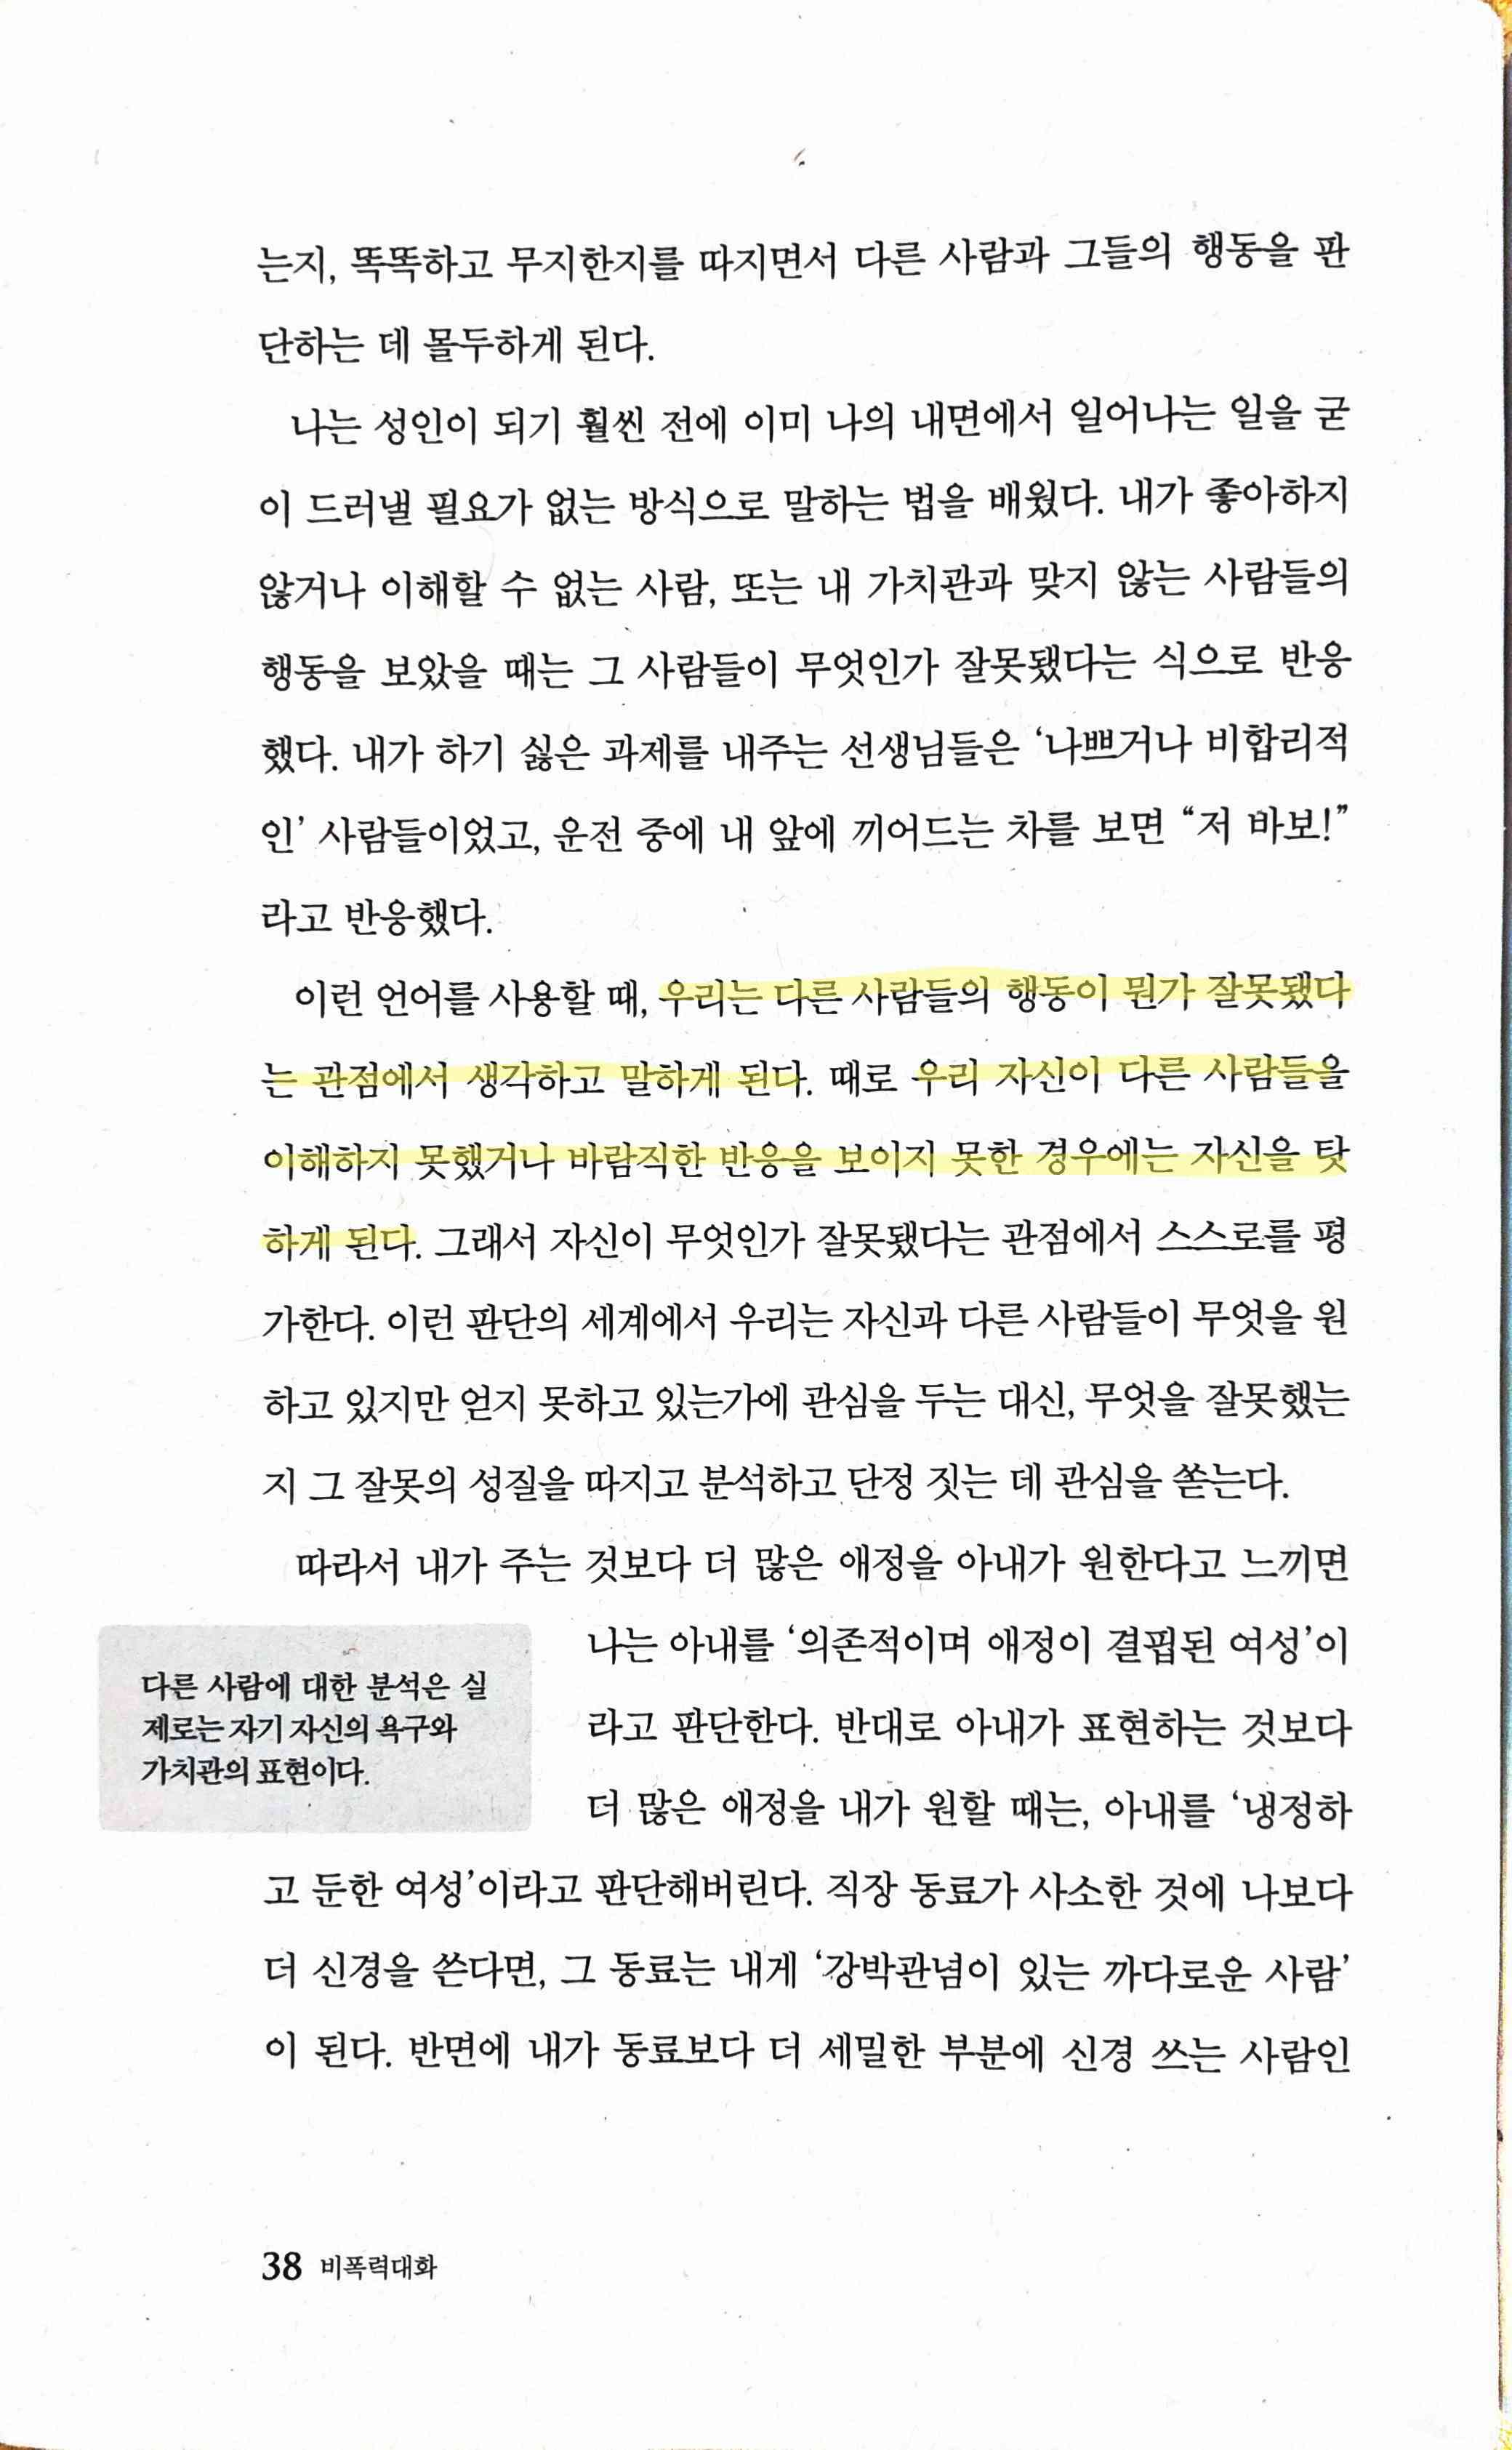 는지, 똑똑하고 무지한지를 따지면서 다른 사람과 그들의 행동을 판
단하는 데 몰두하게 된다.
나는 성인이 되기 훨씬 전에 이미 나의 내면에서 일어나는 일을 굳
이 드러낼 필요가 없는 방식으로 말하는 법을 배웠다. 내가 좋아하지
않거나 이해할 수 없는 사람, 또는 내 가치관과 맞지 않는 사람들의
행동을 보았을 때는 그 사람들이 무엇인가 잘못됐다는 식으로 반응
했다. 내가 하기 싫은 과제를 내주는 선생님들은 ‘나쁘거나 비합리적
인’ 사람들이었고, 운전 중에 내 앞에 끼어드는 차를 보면 “저 바보!”
라고 반응했다.
이런 언어를 사용할 때, 우리는 다른 사람들의 행동이 뭔가 잘못됐다
는 관점에서 생각하고 말하게 된다. 때로 우리 자신이 다른 사람들을
이해하지 못했거나 바람직한 반응을 보이지 못한 경우에는 자신을 탓
하게 된다. 그래서 자신이 무엇인가 잘못됐다는 관점에서 스스로를 평
가한다. 이런 판단의 세계에서 우리는 자신과 다른 사람들이 무엇을 원
하고 있지만 얻지 못하고 있는가에 관심을 두는 대신, 무엇을 잘못했는
지 그 잘못의 성질을 따지고 분석하고 단정 짓는 데 관심을 쏟는다.
따라서 내가 주는 것보다 더 많은 애정을 아내가 원한다고 느끼면
나는 아내를 ‘의존적이며 애정이 결핍된 여성’이
라고 판단한다. 반대로 아내가 표현하는 것보다
더 많은 애정을 내가 원할 때는, 아내를 ‘냉정하
고 둔한 여성’이라고 판단해버린다. 직장 동료가 사소한 것에 나보다
더 신경을 쓴다면, 그 동료는 내게 ‘강박관념이 있는 까다로운 사람’
이 된다. 반면에 내가 동료보다 더 세밀한 부분에 신경 쓰는 사람인
다른 사람에 대한 분석은 실
제로는 자기 자신의 욕구와
가치관의 표현이다.
38 비폭력대화